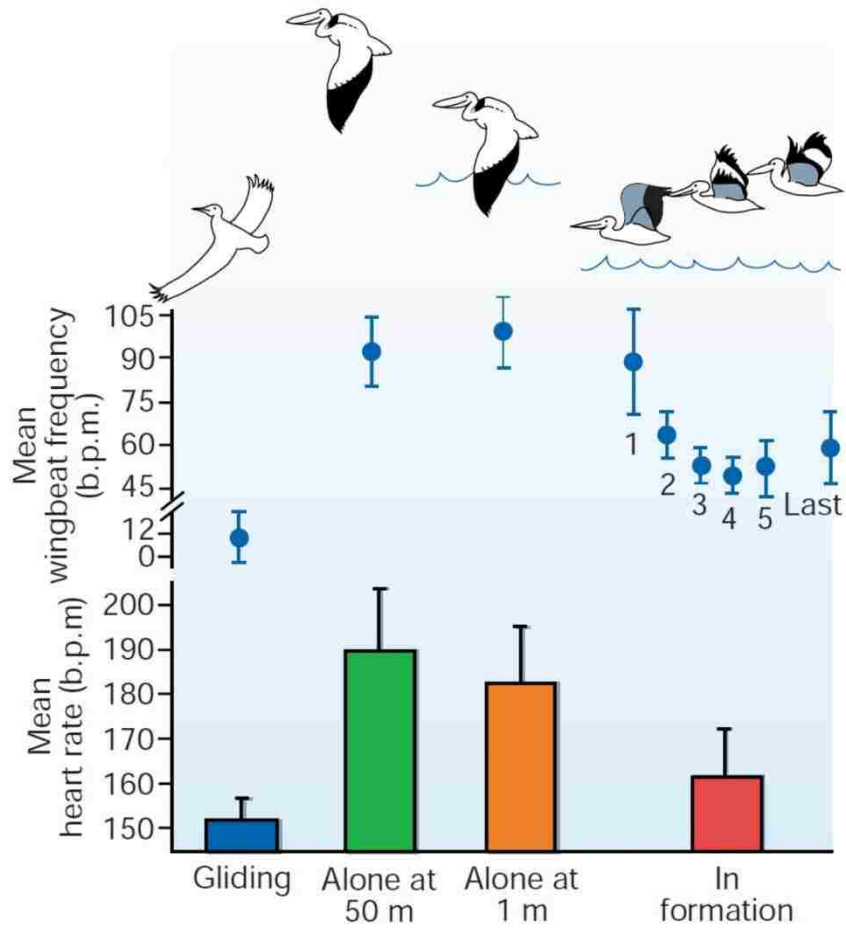 Mean
wingbeat frequency
(b.p.m.)
105
90
75
60
45
12
0
1
2
3
4
5
Last
Mean
heart rate (b.p.m)
200
190
180
170
160
150
Gliding
Alone at
50 m
Alone at
1 m
In
formation